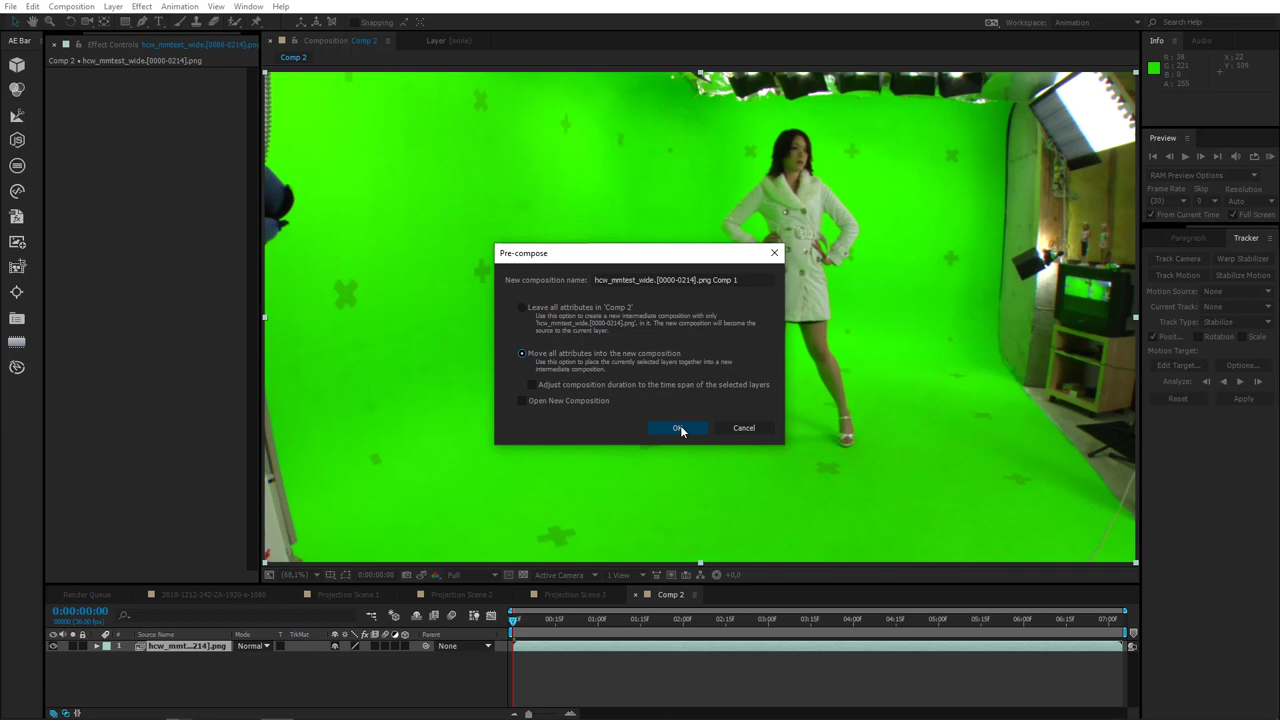 File Edit Composition Layer Effect Animation View Window Help
Snapping Workspace: Animation Search Help
AE Bar
Effect Controls hcw_mmtest_wide.[0000-0214].pn
Comp 2 • hcw_mmtest_wide.[0000-0214].png
Composition Comp 2 Layer (none)
Comp 2
Info Audio
R : 38
G : 221
B : 0
A : 255
X : 22
Y : 509
Preview
RAM Preview Options
Frame Rate Skip Resolution
(30) 0 Auto
From Current Time Full Screen
Paragraph Tracker
Track Camera Warp Stabilizer
Track Motion Stabilize Motion
Motion Source: None
Current Track: None
Track Type: Stabilize
Posit... Rotation Scale
Motion Target:
Edit Target... Options...
Analyze:
Reset Apply
Pre-compose
New composition name: hcw_mmtest_wide.[0000-0214].png Comp 1
Leave all attributes in 'Comp 2'
Use this option to create a new intermediate composition with only
'hcw_mmtest_wide.[0000-0214].png', in it. The new composition will become the
source to the current layer.
Move all attributes into the new composition
Use this option to place the currently selected layers together into a new
intermediate composition.
Adjust composition duration to the time span of the selected layers
Open New Composition
OK Cancel
(68,1%) 0:00:00:00 Full Active Camera 1 View +0,0
Render Queue 2018-1212-242-ZA-1920-x-1080 Projection Scene 1 Projection Scene 2 Projection Scene 3 Comp 2
0:00:00:00
00000 (30.00 fps)
# Source Name Mode T TrkMat Parent
1 hcw_mmt...214].png Normal None
00:15f 01:00f 01:15f 02:00f 02:15f 03:00f 03:15f 04:00f 04:15f 05:00f 05:15f 06:00f 06:15f 07:00f